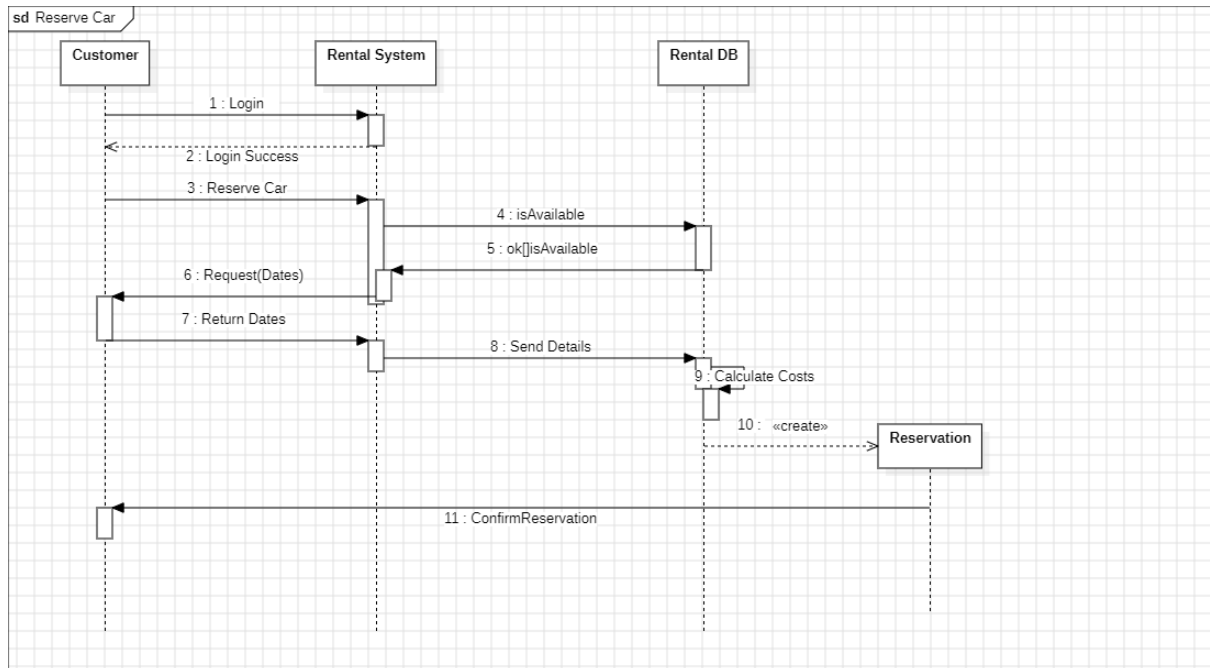 sd Reserve Car
Customer
Rental System
Rental DB
1 : Login
2 : Login Success
3 : Reserve Car
4 : isAvailable
5 : ok[]isAvailable
6 : Request(Dates)
7 : Return Dates
8 : Send Details
9 : Calculate Costs
10 : «create»
Reservation
11 : ConfirmReservation